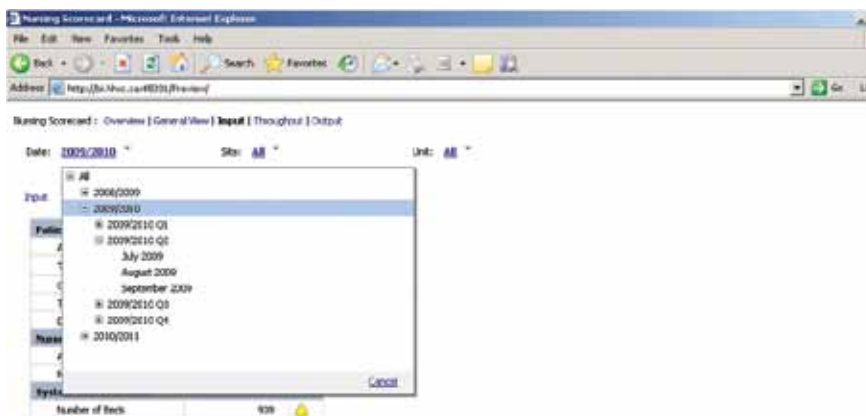 Nursing Scorecard - Microsoft Internet Explorer
File Edit View Favorites Tools Help
Back Search Favorites
Address Go
Nursing Scorecard : Overview | General View | Input | Throughput | Output
Date: 2009/2010 Site: All Unit: All
All
2008/2009
Input
2009/2010
2009/2010 Q1
2009/2010 Q2
July 2009
August 2009
September 2009
2009/2010 Q3
2009/2010 Q4
2010/2011
Cancel
Number of Beds 939